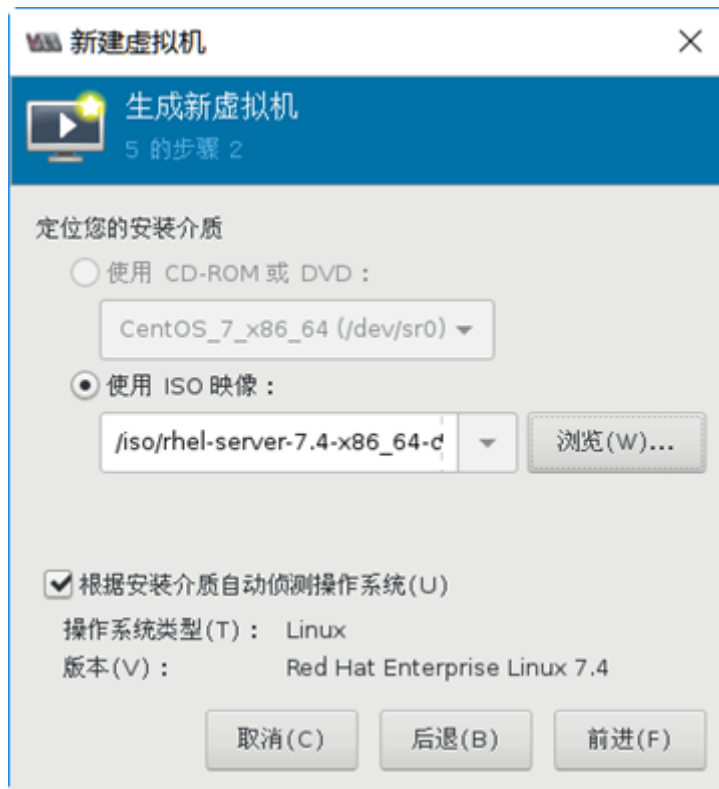 新建虚拟机
生成新虚拟机
5 的步骤 2
定位您的安装介质
使用 CD-ROM 或 DVD：
CentOS_7_x86_64 (/dev/sr0)
使用 ISO 映像：
/iso/rhel-server-7.4-x86_64-d 浏览(W)...
根据安装介质自动侦测操作系统(U)
操作系统类型(T)： Linux
版本(V)： Red Hat Enterprise Linux 7.4
取消(C) 后退(B) 前进(F)